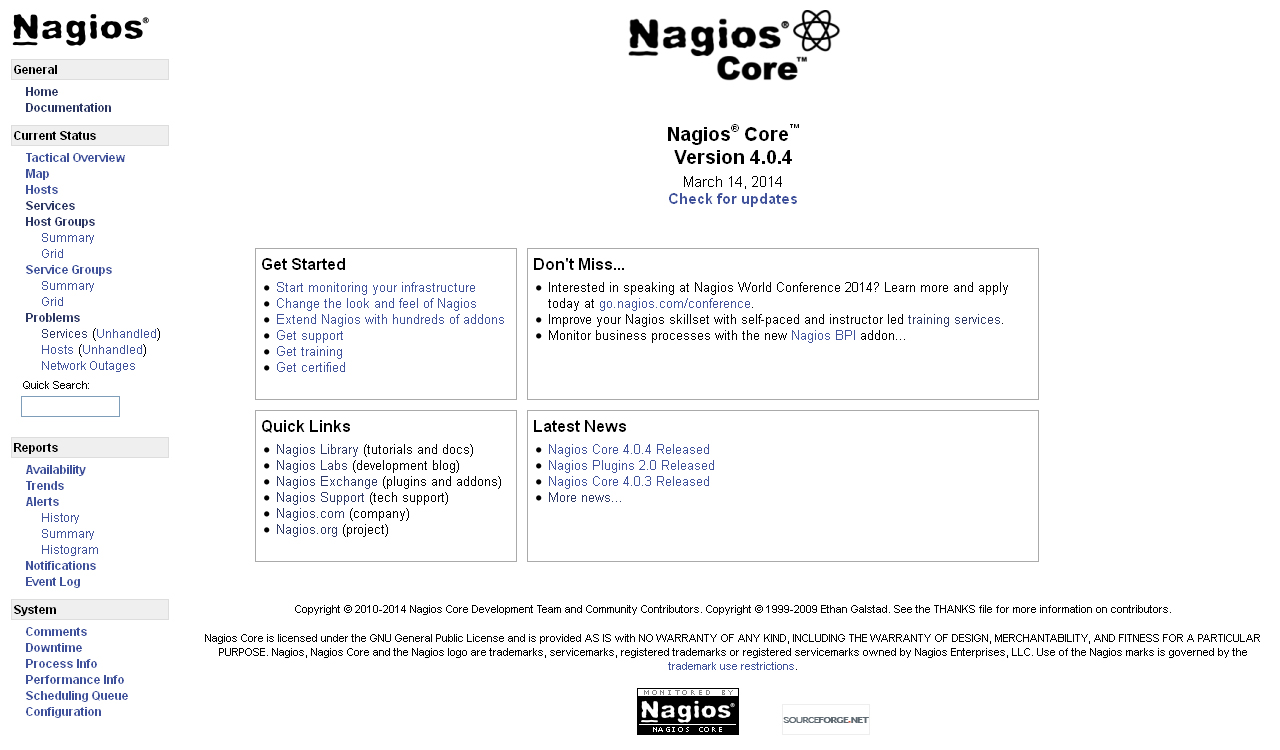 Nagios®
General
Home
Documentation
Current Status
Tactical Overview
Map
Hosts
Services
Host Groups
Summary
Grid
Service Groups
Summary
Grid
Problems
Services (Unhandled)
Hosts (Unhandled)
Network Outages
Quick Search:
Reports
Availability
Trends
Alerts
History
Summary
Histogram
Notifications
Event Log
System
Comments
Downtime
Process Info
Performance Info
Scheduling Queue
Configuration
Nagios®
Core™
Nagios® Core™
Version 4.0.4
March 14, 2014
Check for updates
Get Started
Start monitoring your infrastructure
Change the look and feel of Nagios
Extend Nagios with hundreds of addons
Get support
Get training
Get certified
Don't Miss...
Interested in speaking at Nagios World Conference 2014? Learn more and apply
today at go.nagios.com/conference.
Improve your Nagios skillset with self-paced and instructor led training services.
Monitor business processes with the new Nagios BPI addon...
Quick Links
Nagios Library (tutorials and docs)
Nagios Labs (development blog)
Nagios Exchange (plugins and addons)
Nagios Support (tech support)
Nagios.com (company)
Nagios.org (project)
Latest News
Nagios Core 4.0.4 Released
Nagios Plugins 2.0 Released
Nagios Core 4.0.3 Released
More news...
Copyright © 2010-2014 Nagios Core Development Team and Community Contributors. Copyright © 1999-2009 Ethan Galstad. See the THANKS file for more information on contributors.
Nagios Core is licensed under the GNU General Public License and is provided AS IS with NO WARRANTY OF ANY KIND, INCLUDING THE WARRANTY OF DESIGN, MERCHANTABILITY, AND FITNESS FOR A PARTICULAR
PURPOSE. Nagios, Nagios Core and the Nagios logo are trademarks, servicemarks, registered trademarks or registered servicemarks owned by Nagios Enterprises, LLC. Use of the Nagios marks is governed by the
trademark use restrictions.
MONITORED BY
Nagios®
NAGIOS CORE
SOURCEFORGE.NET